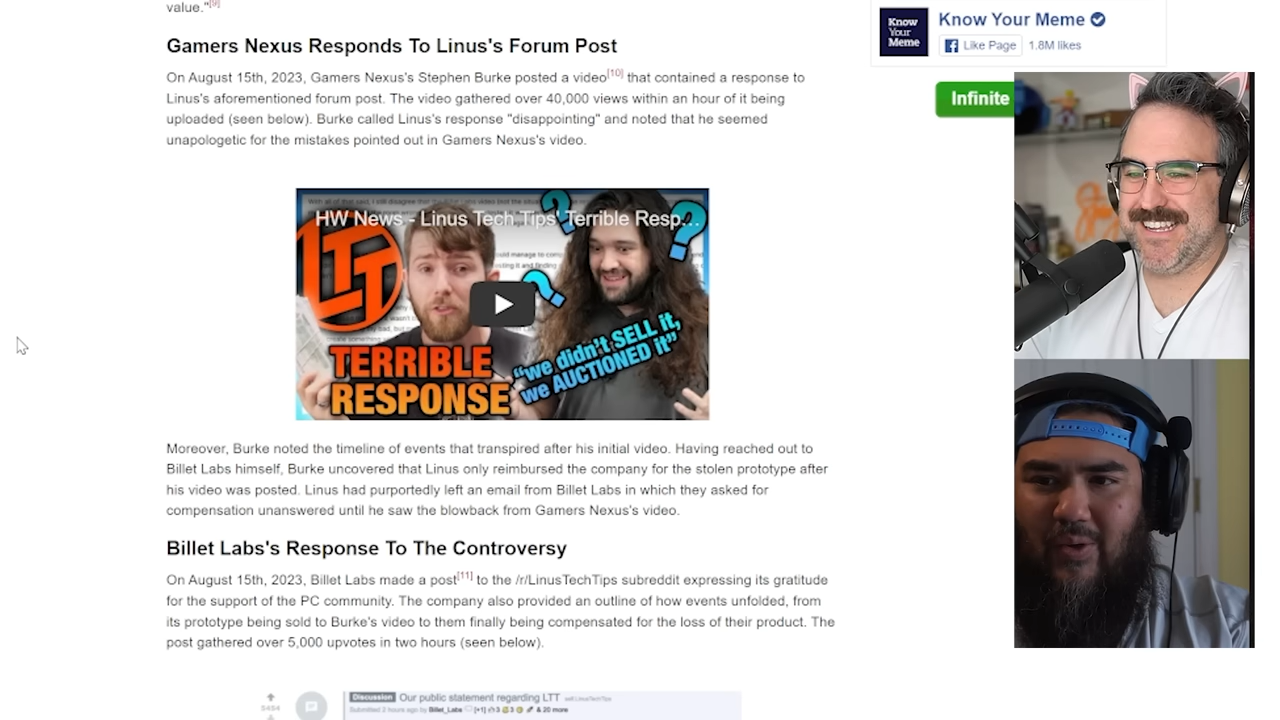 value."[9]
Gamers Nexus Responds To Linus's Forum Post
On August 15th, 2023, Gamers Nexus's Stephen Burke posted a video[10] that contained a response to
Linus's aforementioned forum post. The video gathered over 40,000 views within an hour of it being
uploaded (seen below). Burke called Linus's response "disappointing" and noted that he seemed
unapologetic for the mistakes pointed out in Gamers Nexus's video.
HW News - Linus Tech Tips' Terrible Resp...
LTT
TERRIBLE
RESPONSE
"we didn't SELL it,
we AUCTIONED it"
Moreover, Burke noted the timeline of events that transpired after his initial video. Having reached out to
Billet Labs himself, Burke uncovered that Linus only reimbursed the company for the stolen prototype after
his video was posted. Linus had purportedly left an email from Billet Labs in which they asked for
compensation unanswered until he saw the blowback from Gamers Nexus's video.
Billet Labs's Response To The Controversy
On August 15th, 2023, Billet Labs made a post[11] to the /r/LinusTechTips subreddit expressing its gratitude
for the support of the PC community. The company also provided an outline of how events unfolded, from
its prototype being sold to Burke's video to them finally being compensated for the loss of their product. The
post gathered over 5,000 upvotes in two hours (seen below).
Discussion Our public statement regarding LTT self.LinusTechTips
Submitted 2 hours ago by Billet_Labs
& 20 more
Know Your Meme
Know
Your
Meme
Like Page 1.8M likes
Infinite